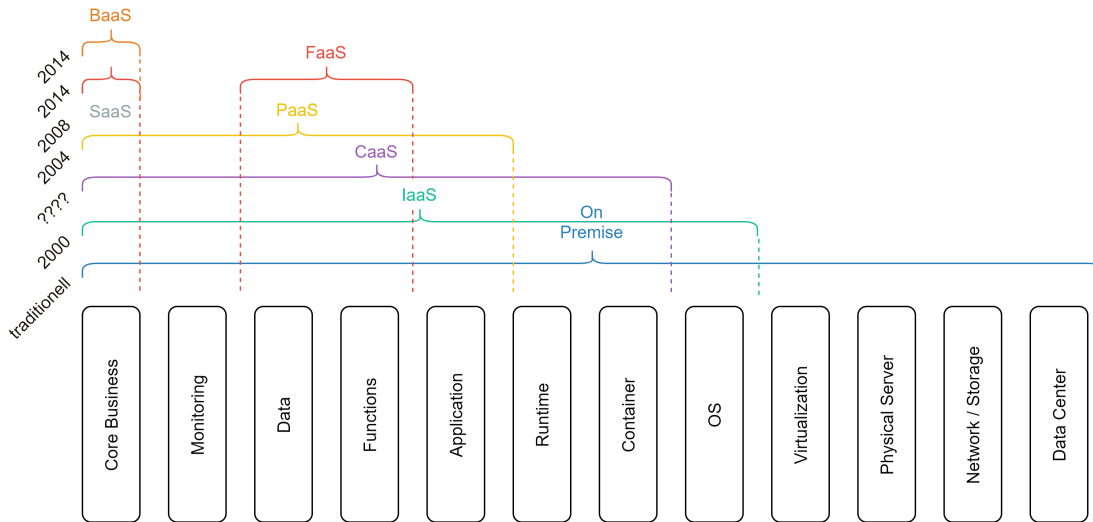 BaaS
2014
FaaS
2014
SaaS
PaaS
2008
2004
CaaS
????
IaaS
On
Premise
2000
traditionell
Core Business
Monitoring
Data
Functions
Application
Runtime
Container
OS
Virtualization
Physical Server
Network / Storage
Data Center